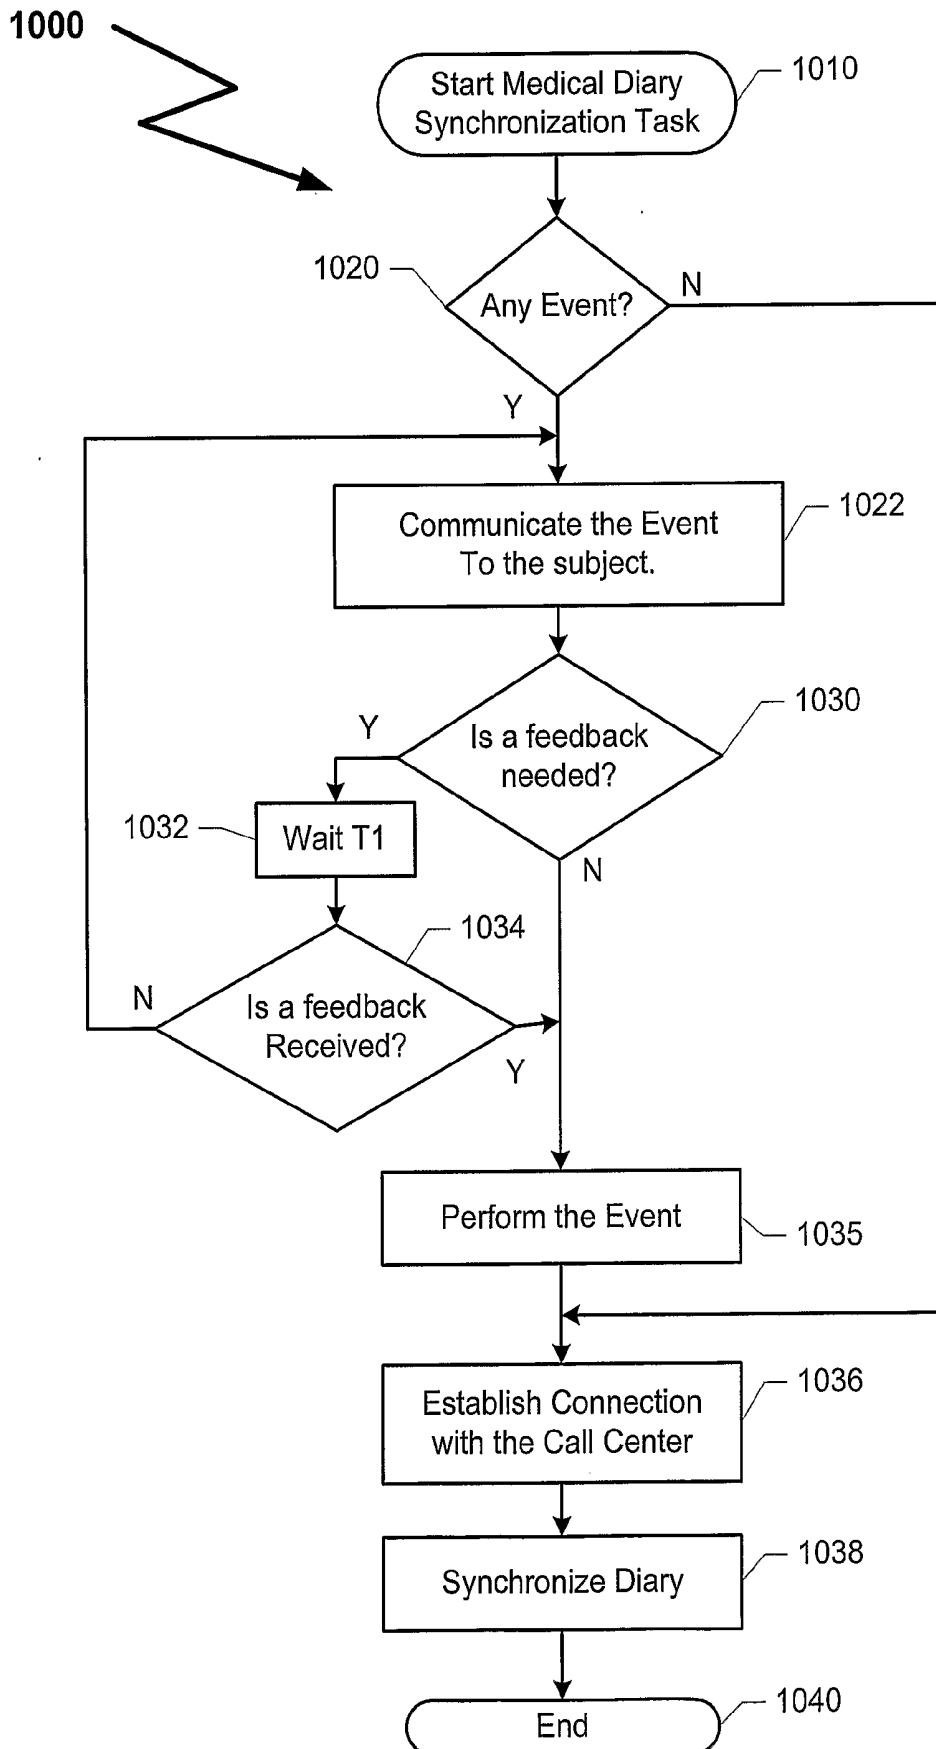 1000
Start Medical Diary
Synchronization Task
1010
1020
Any Event?
N
Y
Communicate the Event
To the subject.
1022
Is a feedback
needed?
1030
Y
1032
Wait T1
N
1034
Is a feedback
Received?
N
Y
Perform the Event
1035
Establish Connection
with the Call Center
1036
Synchronize Diary
1038
End
1040